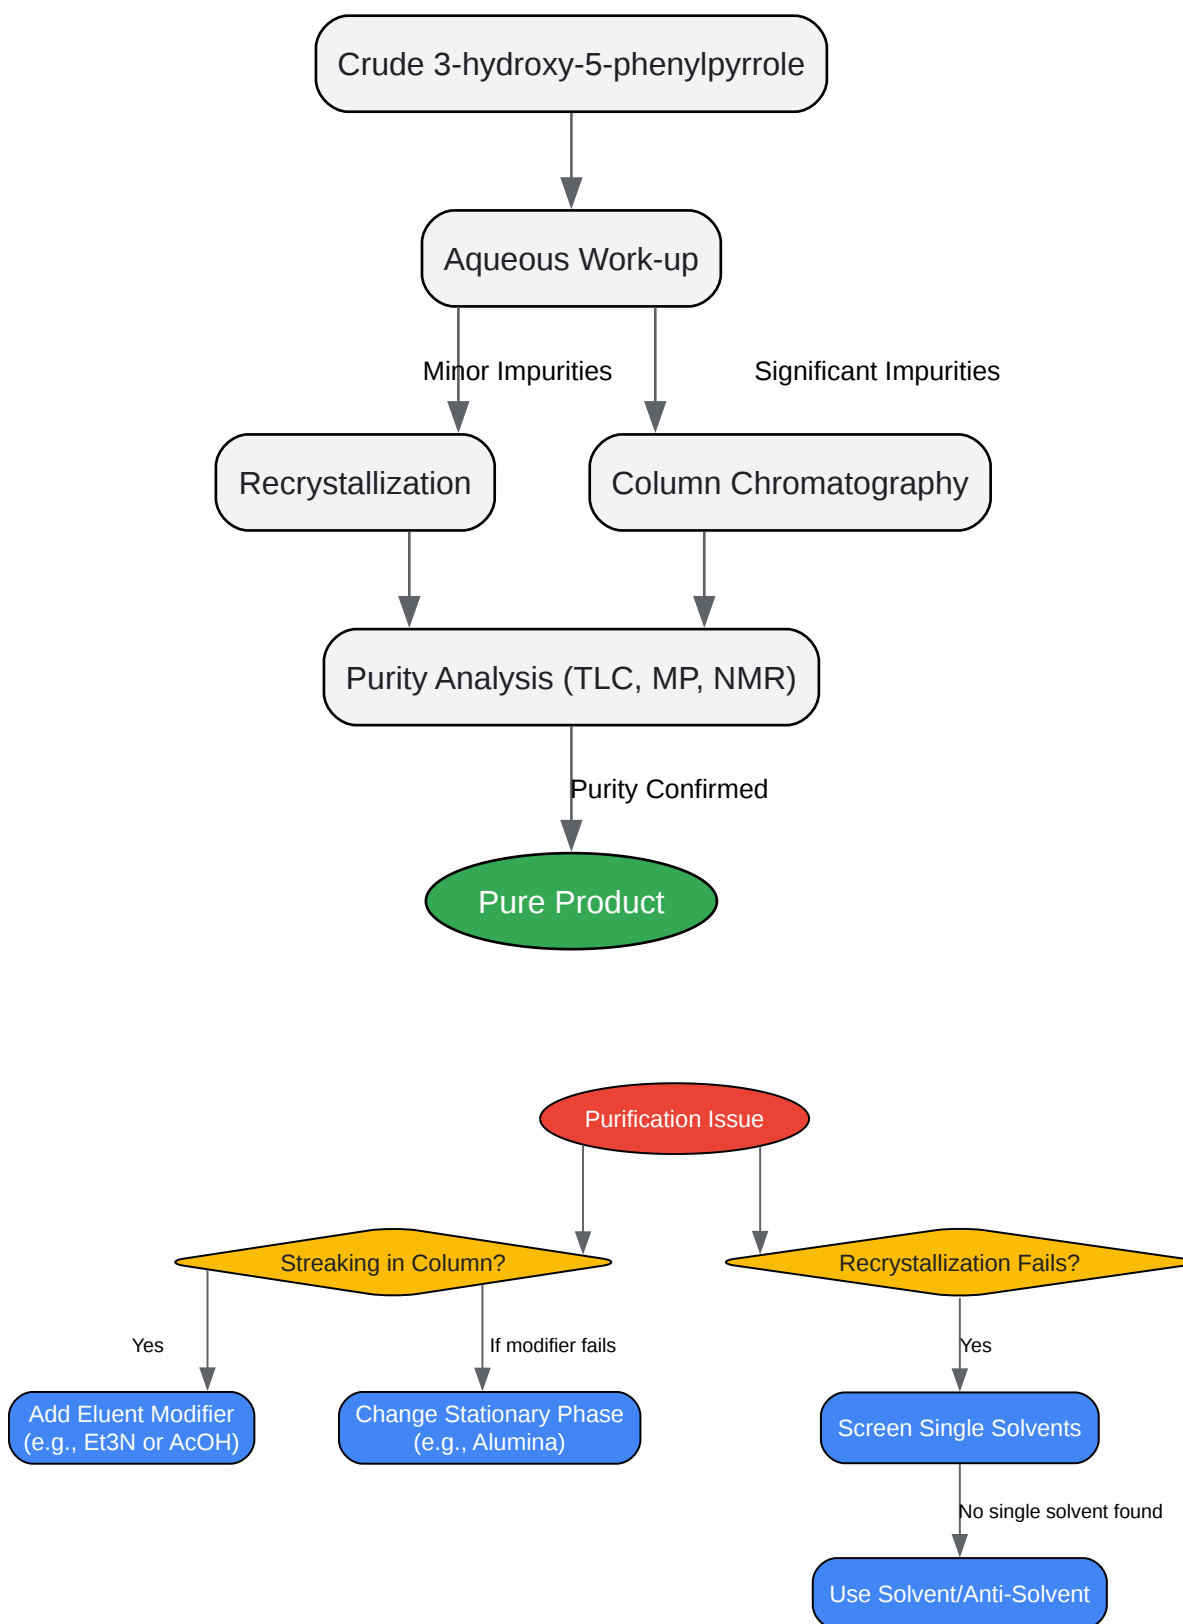 Crude 3-hydroxy-5-phenylpyrrole
Aqueous Work-up
Minor Impurities
Significant Impurities
Recrystallization
Column Chromatography
Purity Analysis (TLC, MP, NMR)
Purity Confirmed
Pure Product
Purification Issue
Streaking in Column?
Recrystallization Fails?
Yes
If modifier fails
Yes
Add Eluent Modifier
(e.g., Et3N or AcOH)
Change Stationary Phase
(e.g., Alumina)
Screen Single Solvents
No single solvent found
Use Solvent/Anti-Solvent